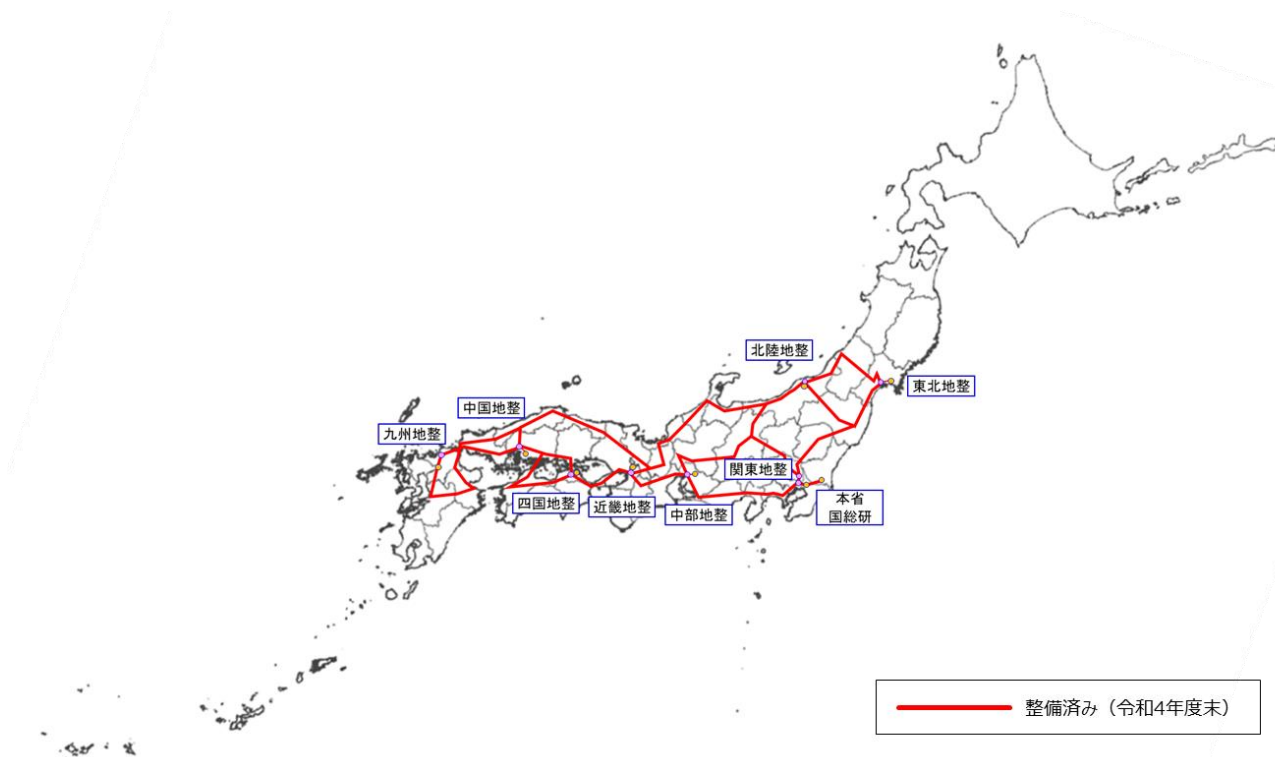 北陸地整
東北地整
中国地整
九州地整
関東地整
本省
国総研
四国地整
近畿地整
中部地整
整備済み（令和4年度末）